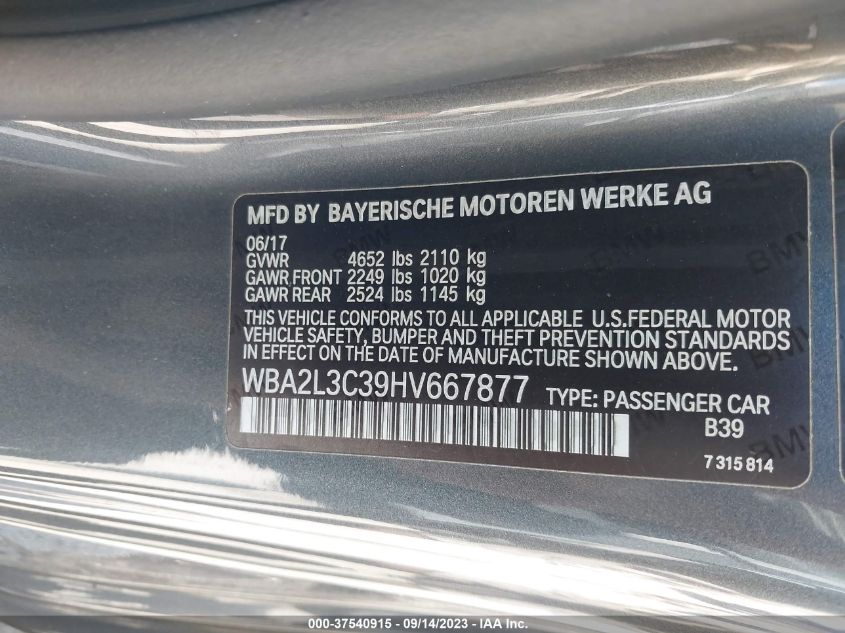 MFD BY BAYERISCHE MOTOREN WERKE AG
06/17
GVWR 4652 lbs 2110 kg
GAWR FRONT 2249 lbs 1020 kg
GAWR REAR 2524 lbs 1145 kg
THIS VEHICLE CONFORMS TO ALL APPLICABLE U.S.FEDERAL MOTOR
VEHICLE SAFETY, BUMPER AND THEFT PREVENTION STANDARDS
IN EFFECT ON THE DATE OF MANUFACTURE SHOWN ABOVE.
WBA2L3C39HV667877 TYPE: PASSENGER CAR
B39
7 315 814
000-37540915 - 09/14/2023 - IAA Inc.